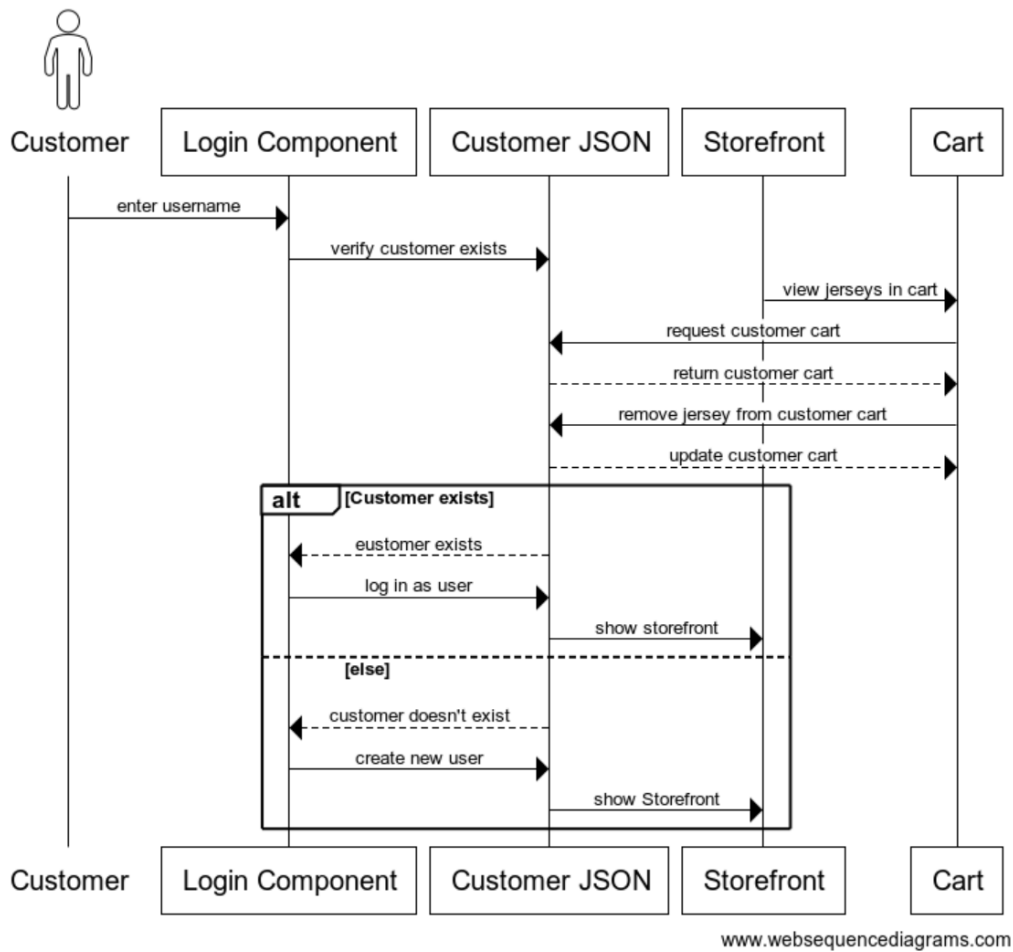 Customer
Login Component
Customer JSON
Storefront
Cart
enter username
verify customer exists
view jerseys in cart
request customer cart
return customer cart
remove jersey from customer cart
update customer cart
alt
[Customer exists]
eustomer exists
log in as user
show storefront
[else]
customer doesn't exist
create new user
show Storefront
Customer
Login Component
Customer JSON
Storefront
Cart
www.websequencediagrams.com